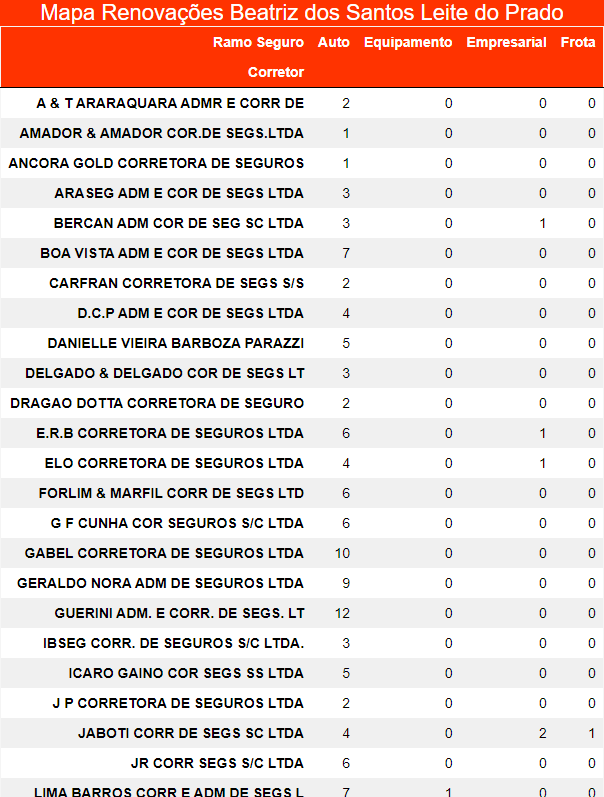 Mapa Renovações Beatriz dos Santos Leite do Prado
Ramo Seguro Auto Equipamento Empresarial Frota
Corretor
A & T ARARAQUARA ADMR E CORR DE 2 0 0 0
AMADOR & AMADOR COR.DE SEGS.LTDA 1 0 0 0
ANCORA GOLD CORRETORA DE SEGUROS 1 0 0 0
ARASEG ADM E COR DE SEGS LTDA 3 0 0 0
BERCAN ADM COR DE SEG SC LTDA 3 0 1 0
BOA VISTA ADM E COR DE SEGS LTDA 7 0 0 0
CARFRAN CORRETORA DE SEGS S/S 2 0 0 0
D.C.P ADM E COR DE SEGS LTDA 4 0 0 0
DANIELLE VIEIRA BARBOZA PARAZZI 5 0 0 0
DELGADO & DELGADO COR DE SEGS LT 3 0 0 0
DRAGAO DOTTA CORRETORA DE SEGURO 2 0 0 0
E.R.B CORRETORA DE SEGUROS LTDA 6 0 1 0
ELO CORRETORA DE SEGUROS LTDA 4 0 1 0
FORLIM & MARFIL CORR DE SEGS LTD 6 0 0 0
G F CUNHA COR SEGUROS S/C LTDA 6 0 0 0
GABEL CORRETORA DE SEGUROS LTDA 10 0 0 0
GERALDO NORA ADM DE SEGUROS LTDA 9 0 0 0
GUERINI ADM. E CORR. DE SEGS. LT 12 0 0 0
IBSEG CORR. DE SEGUROS S/C LTDA. 3 0 0 0
ICARO GAINO COR SEGS SS LTDA 5 0 0 0
J P CORRETORA DE SEGUROS LTDA 2 0 0 0
JABOTI CORR DE SEGS SC LTDA 4 0 2 1
JR CORR SEGS S/C LTDA 6 0 0 0
LIMA BARROS CORR E ADM DE SEGS L 7 1 0 0